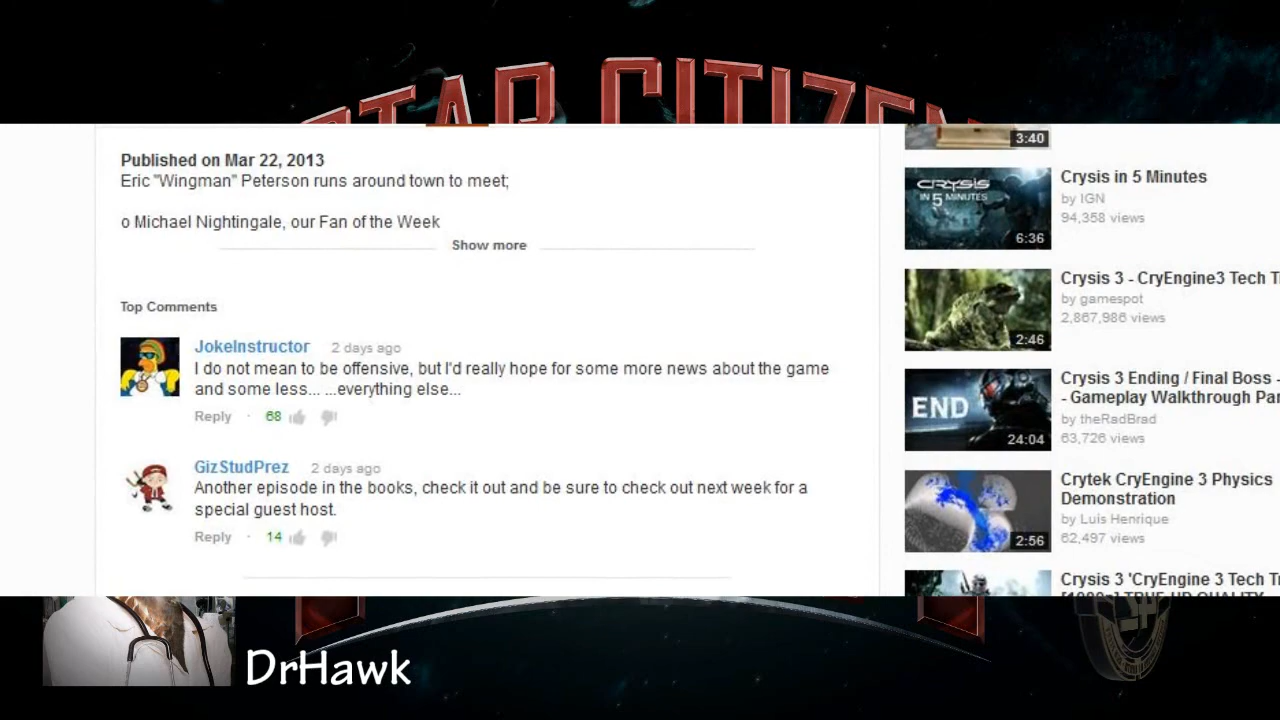 STAR CITIZEN
Published on Mar 22, 2013
Eric "Wingman" Peterson runs around town to meet;
o Michael Nightingale, our Fan of the Week
Show more
Top Comments
JokeInstructor 2 days ago
I do not mean to be offensive, but I'd really hope for some more news about the game
and some less... ...everything else...
Reply · 68
GizStudPrez 2 days ago
Another episode in the books, check it out and be sure to check out next week for a
special guest host.
Reply · 14
3:40
CRYSIS
IN 5 MINUTES
6:36
Crysis in 5 Minutes
by IGN
94,358 views
2:46
Crysis 3 - CryEngine3 Tech T
by gamespot
2,867,986 views
END
24:04
Crysis 3 Ending / Final Boss -
- Gameplay Walkthrough Pa
by theRadBrad
63,726 views
2:56
Crytek CryEngine 3 Physics
Demonstration
by Luis Henrique
62,497 views
Crysis 3 'CryEngine 3 Tech T
DrHawk